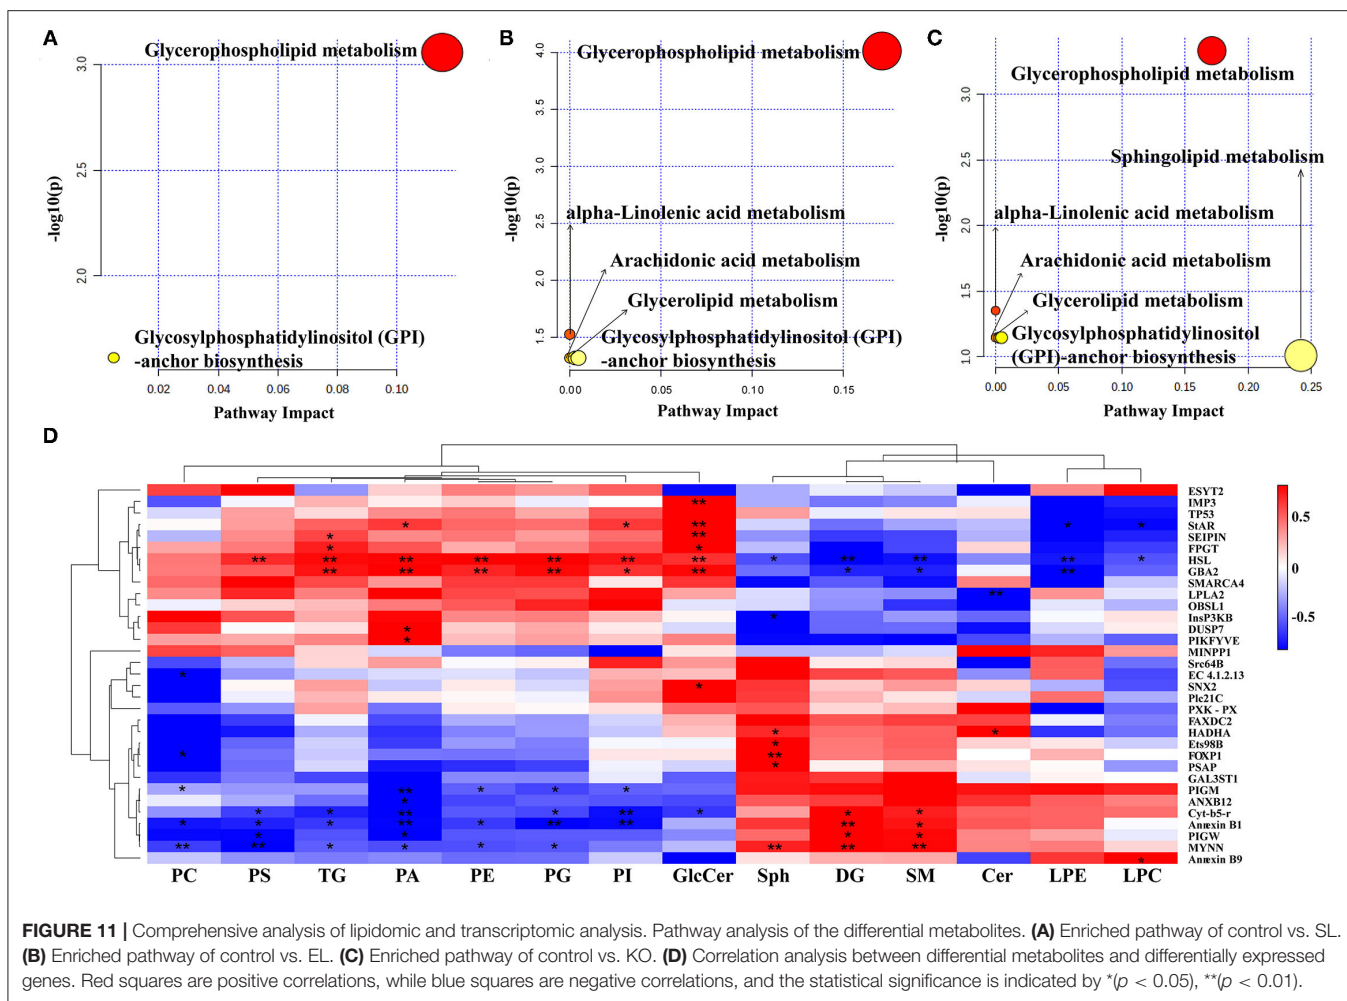 A
Glycerophospholipid metabolism
3.0
2.5
2.0
-log10(p)
Glycosylphosphatidylinositol (GPI)
-anchor biosynthesis
0.02 0.04 0.06 0.08 0.10
Pathway Impact
B
Glycerophospholipid metabolism
4.0
3.5
3.0
2.5
2.0
1.5
-log10(p)
alpha-Linolenic acid metabolism
Arachidonic acid metabolism
Glycerolipid metabolism
Glycosylphosphatidylinositol (GPI)
-anchor biosynthesis
0.00 0.05 0.10 0.15
Pathway Impact
C
Glycerophospholipid metabolism
3.0
2.5
2.0
1.5
1.0
-log10(p)
Sphingolipid metabolism
alpha-Linolenic acid metabolism
Arachidonic acid metabolism
Glycerolipid metabolism
Glycosylphosphatidylinositol
(GPI)-anchor biosynthesis
0.00 0.05 0.10 0.15 0.20 0.25
Pathway Impact
D
ESYT2
IMP3 **
TP53
StAR * * ** * *
SEIPIN * **
FPGT * *
HSL ** ** ** ** ** ** ** * ** ** ** *
GBA2 ** ** ** ** * ** * * **
SMARCA4
LPLA2 **
OBSL1
InsP3KB *
DUSP7 *
PIKFYVE *
MINPP1
Src64B
EC 4.1.2.13 *
SNX2 *
Ple21C
PXK - PX
FAXDC2
HADHA * *
Ets98B *
FOXP1 * **
PSAP *
GAL3ST1
PIGM * ** * * *
ANXB12 *
Cyt-b5-r * * ** * ** * * *
Annexin B1 * * * ** * ** ** ** *
PIGW * * * *
MYNN ** ** * * * * ** ** **
Annexin B9 *
0.5
0
-0.5
PC PS TG PA PE PG PI GlcCer Sph DG SM Cer LPE LPC
FIGURE 11 | Comprehensive analysis of lipidomic and transcriptomic analysis. Pathway analysis of the differential metabolites. (A) Enriched pathway of control vs. SL.
(B) Enriched pathway of control vs. EL. (C) Enriched pathway of control vs. KO. (D) Correlation analysis between differential metabolites and differentially expressed
genes. Red squares are positive correlations, while blue squares are negative correlations, and the statistical significance is indicated by *(p < 0.05), **(p < 0.01).